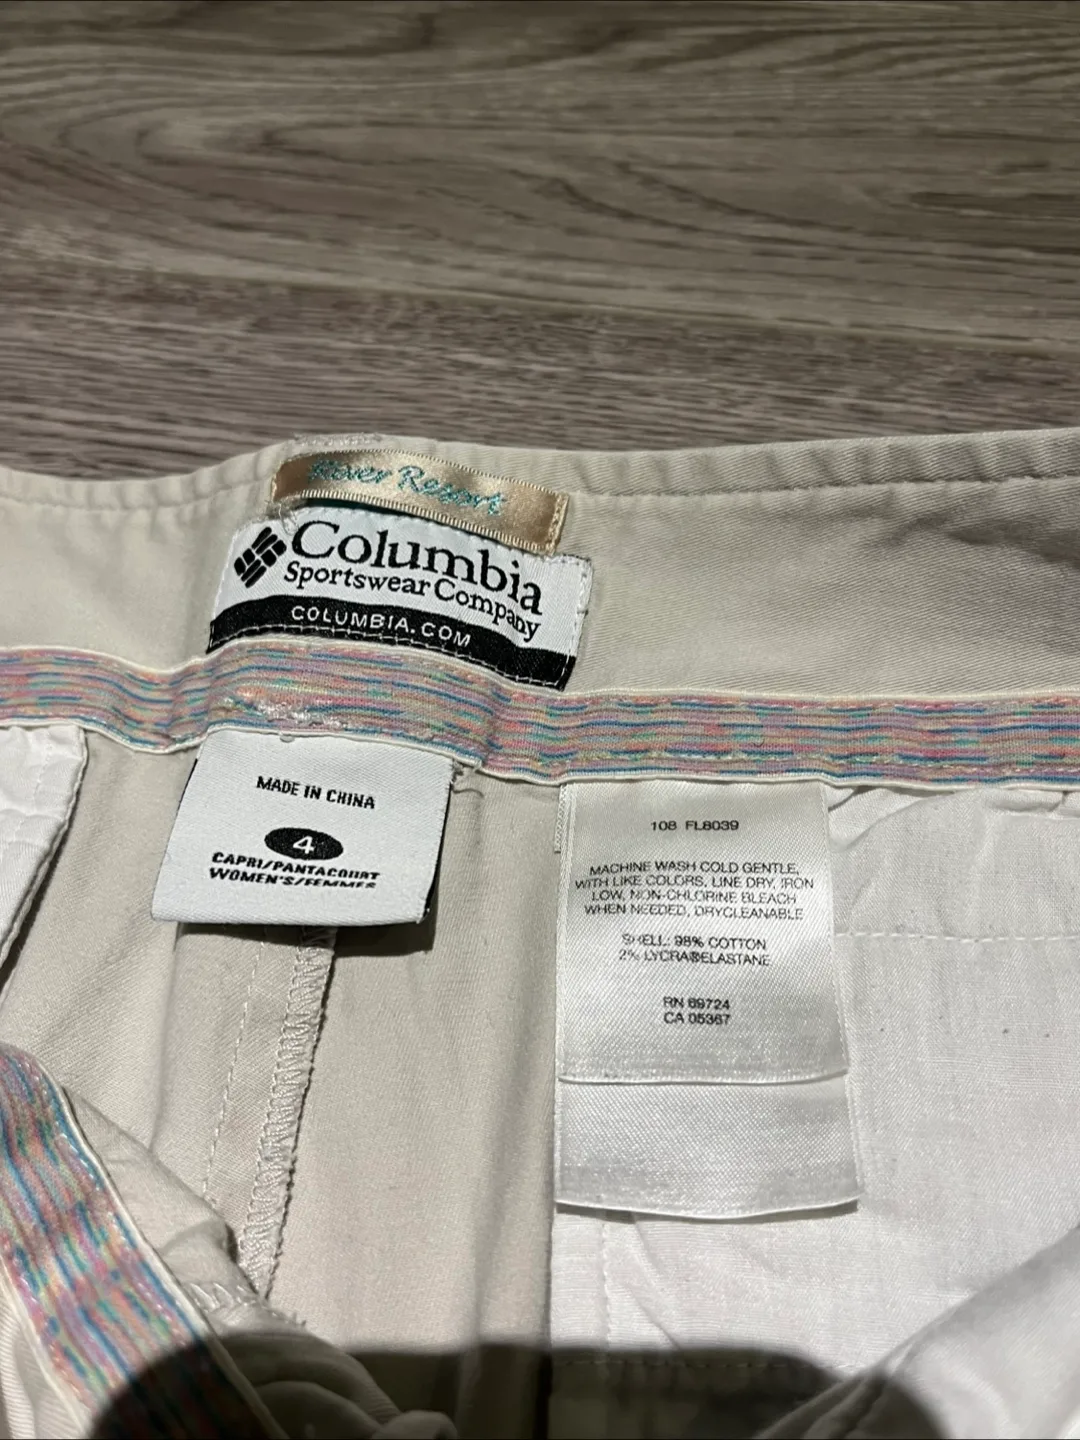 River Resort
Columbia
Sportswear Company
COLUMBIA.COM
MADE IN CHINA
4
CAPRI/PANTACOURT
WOMEN'S/FEMMES
108 FL8039
MACHINE WASH COLD GENTLE,
WITH LIKE COLORS, LINE DRY, IRON
LOW, NON-CHLORINE BLEACH
WHEN NEEDED, DRYCLEANABLE
SHELL: 98% COTTON
2% LYCRA®ELASTANE
RN 69724
CA 05367